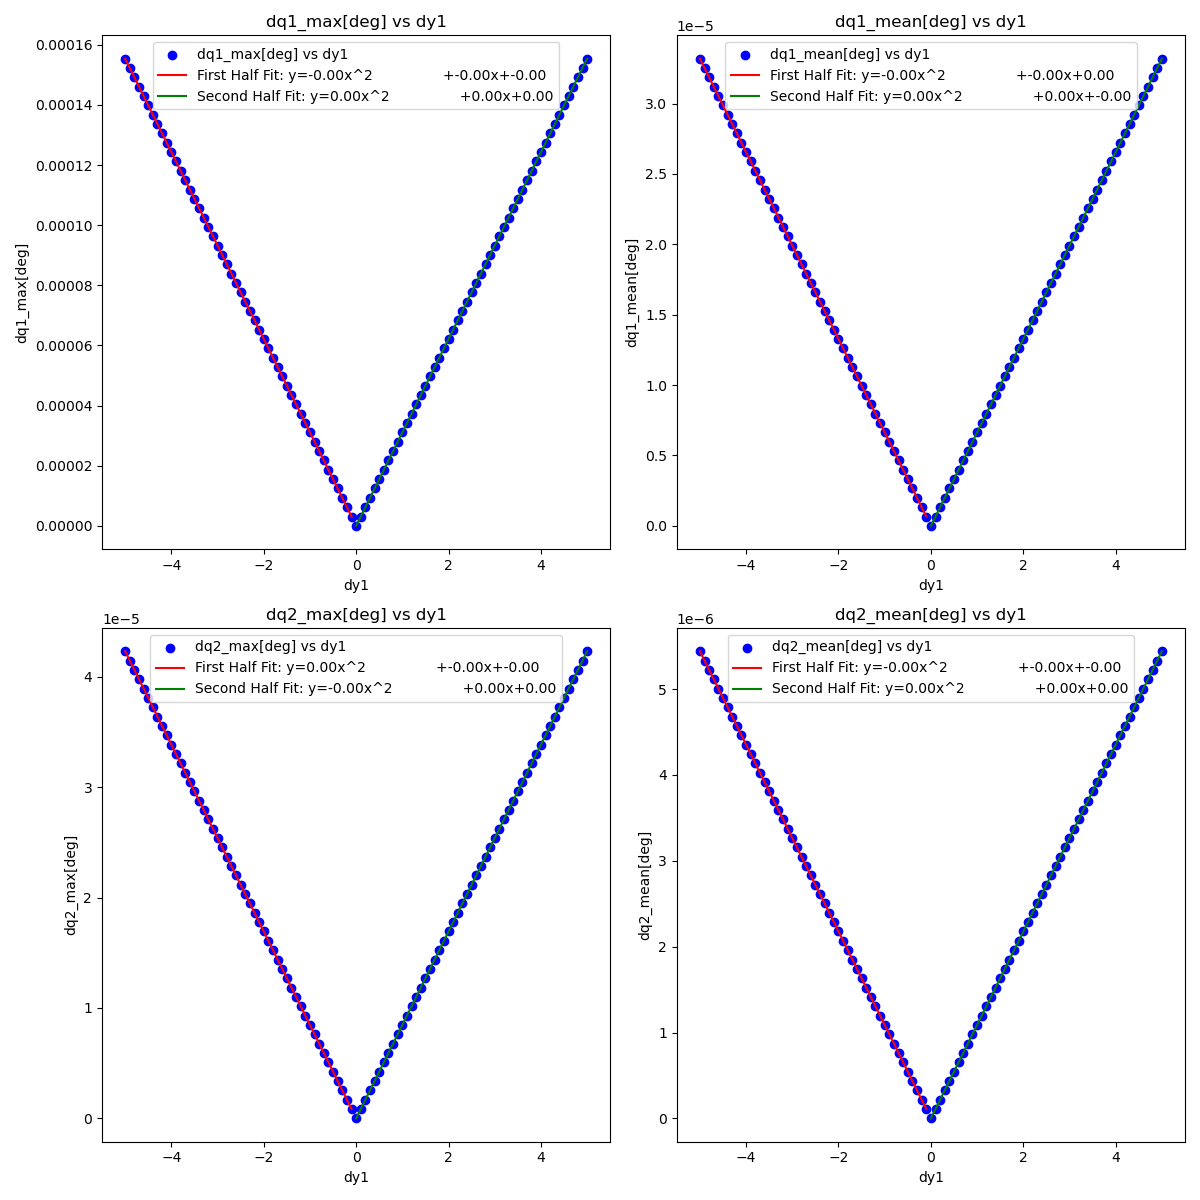 dq1_max[deg] vs dy1
dq1_max[deg] vs dy1
First Half Fit: y=-0.00x^2 +-0.00x+-0.00
Second Half Fit: y=0.00x^2 +0.00x+0.00
0.00016
0.00014
0.00012
0.00010
0.00008
0.00006
0.00004
0.00002
0.00000
dq1_max[deg]
−4 −2 0 2 4
dy1
dq1_mean[deg] vs dy1
1e−5
dq1_mean[deg] vs dy1
First Half Fit: y=-0.00x^2 +-0.00x+-0.00
Second Half Fit: y=0.00x^2 +0.00x+-0.00
3.0
2.5
2.0
1.5
1.0
0.5
0.0
dq1_mean[deg]
−4 −2 0 2 4
dy1
dq2_max[deg] vs dy1
1e−5
dq2_max[deg] vs dy1
First Half Fit: y=0.00x^2 +-0.00x+-0.00
Second Half Fit: y=-0.00x^2 +0.00x+0.00
4
3
2
1
0
dq2_max[deg]
−4 −2 0 2 4
dy1
dq2_mean[deg] vs dy1
1e−6
dq2_mean[deg] vs dy1
First Half Fit: y=-0.00x^2 +-0.00x+-0.00
Second Half Fit: y=0.00x^2 +0.00x+0.00
5
4
3
2
1
0
dq2_mean[deg]
−4 −2 0 2 4
dy1